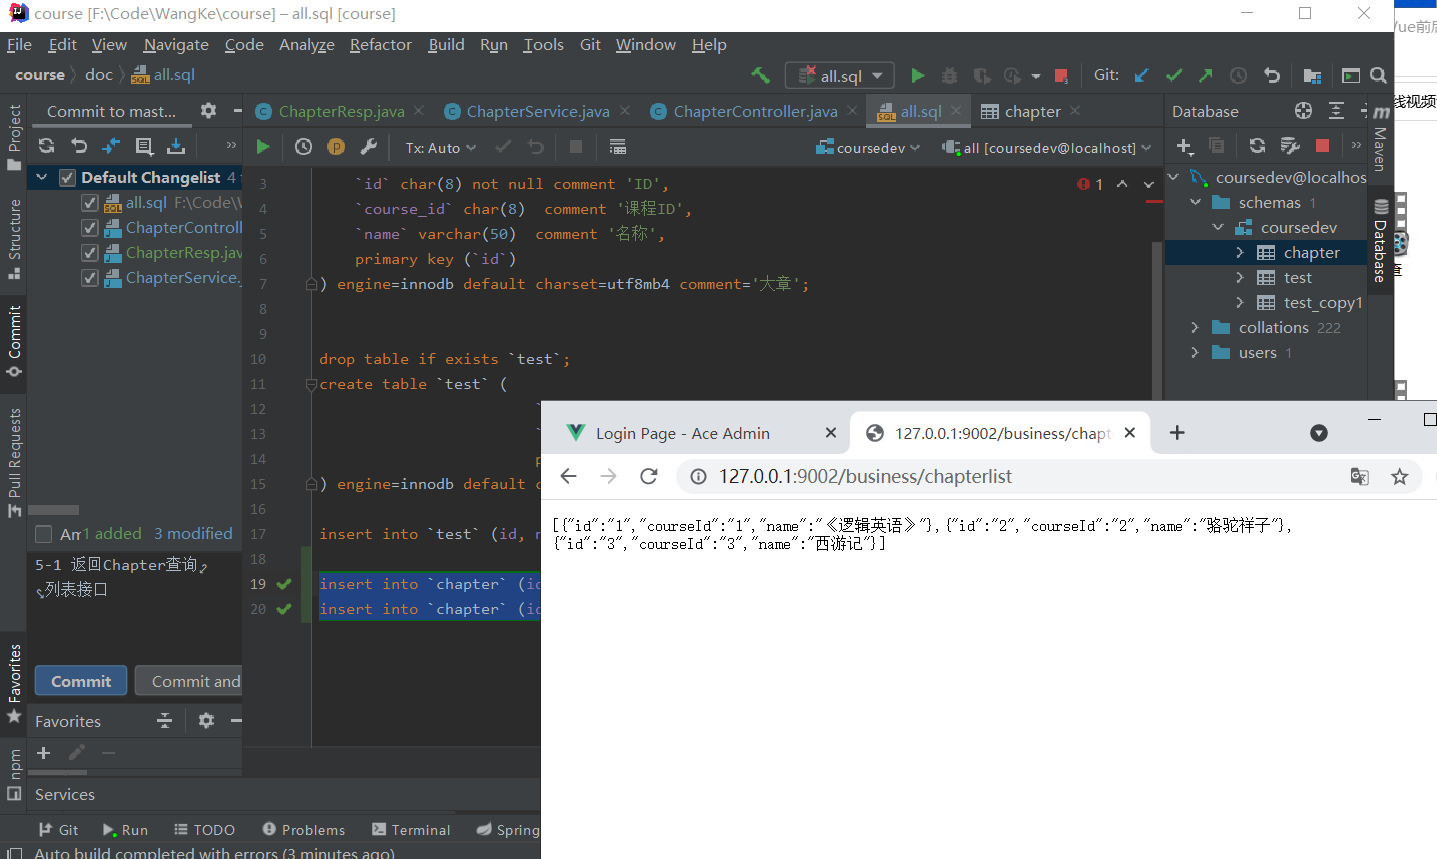 course [F:\Code\WangKe\course] – all.sql [course]
File Edit View Navigate Code Analyze Refactor Build Run Tools Git Window Help
course doc all.sql
all.sql
Git:
Project
Structure
Commit
Pull Requests
Favorites
npm
Commit to mast...
Default Changelist 4
all.sql F:\Code\
ChapterControll
ChapterResp.jav
ChapterService.
Am 1 added 3 modified
5-1 返回Chapter查询
列表接口
Commit
Commit and
Favorites
Services
Git Run TODO Problems Terminal Spring
Auto build completed with errors (3 minutes ago)
ChapterResp.java ChapterService.java ChapterController.java all.sql chapter
Tx: Auto coursedev all [coursedev@localhost]
1
3 `id` char(8) not null comment 'ID',
4 `course_id` char(8) comment '课程ID',
5 `name` varchar(50) comment '名称',
6 primary key (`id`)
7 ) engine=innodb default charset=utf8mb4 comment='大章';
8
9
10 drop table if exists `test`;
11 create table `test` (
12 `
13 `
14 p
15 ) engine=innodb default c
16
17 insert into `test` (id, n
18
19 insert into `chapter` (id
20 insert into `chapter` (id
Database
coursedev@localhos
schemas 1
coursedev
chapter
test
test_copy1
collations 222
users 1
Maven
Database
Login Page - Ace Admin
127.0.0.1:9002/business/chapt
127.0.0.1:9002/business/chapterlist
[{"id":"1","courseId":"1","name":"《逻辑英语》"},{"id":"2","courseId":"2","name":"骆驼祥子"},
{"id":"3","courseId":"3","name":"西游记"}]
/ue前后
线视频
查